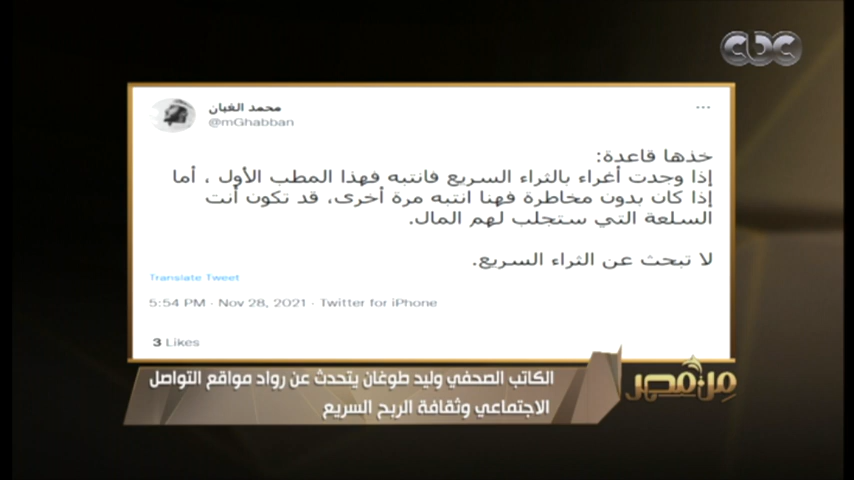 cbc
محمد الغبان
@mGhabban
...
خذها قاعدة:
إذا وجدت أغراء بالثراء السريع فانتبه فهذا المطب الأول ، أما
إذا كان بدون مخاطرة فهنا انتبه مرة أخرى، قد تكون أنت
السلعة التي ستجلب لهم المال.
لا تبحث عن الثراء السريع.
Translate Tweet
5:54 PM · Nov 28, 2021 · Twitter for iPhone
3 Likes
من مصر
الكاتب الصحفي وليد طوغان يتحدث عن رواد مواقع التواصل
الاجتماعي وثقافة الربح السريع